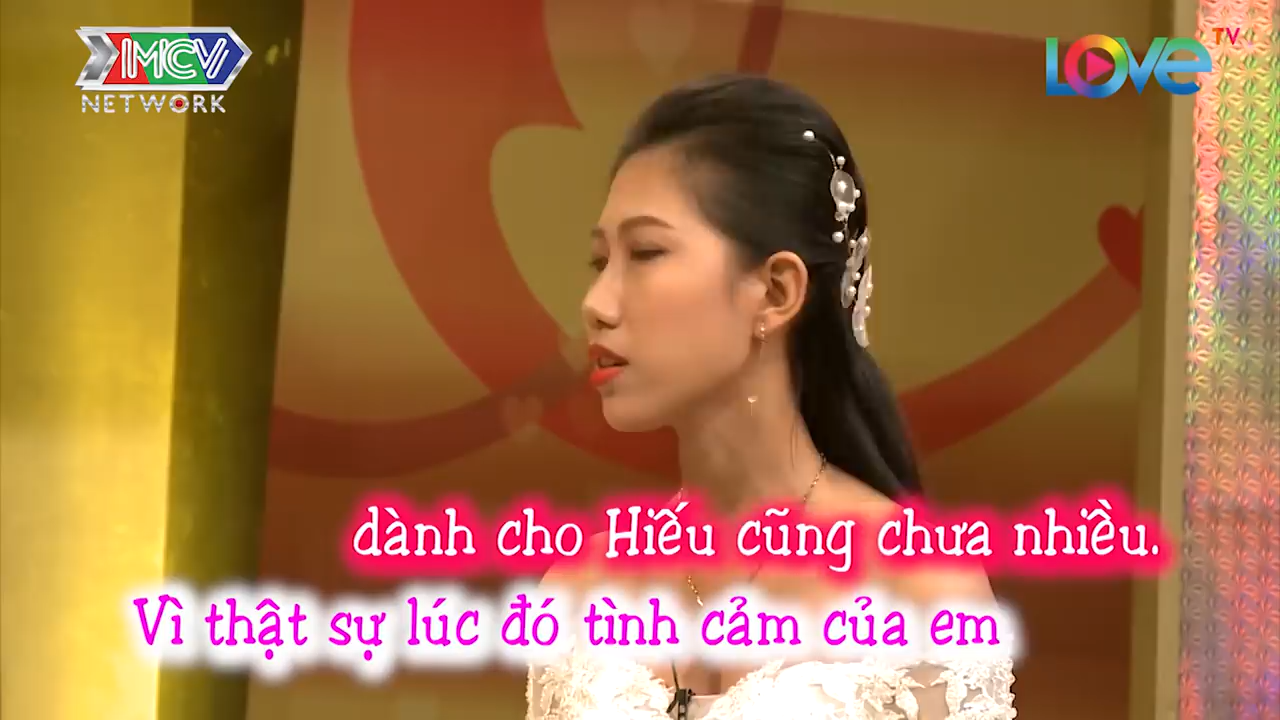 MCV
NETWORK
LOVE TV
dành cho Hiếu cũng chưa nhiều.
Vì thật sự lúc đó tình cảm của em